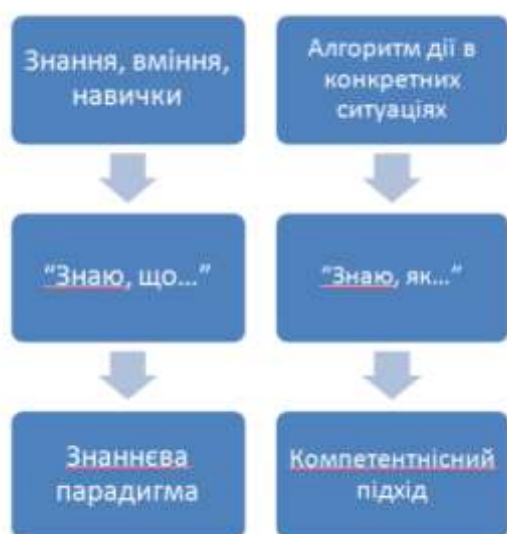 Знання, вміння,
навички
Алгоритм дії в
конкретних
ситуаціях
“Знаю, що…”
“Знаю, як…”
Знаннєва
парадигма
Компетентнісний
підхід